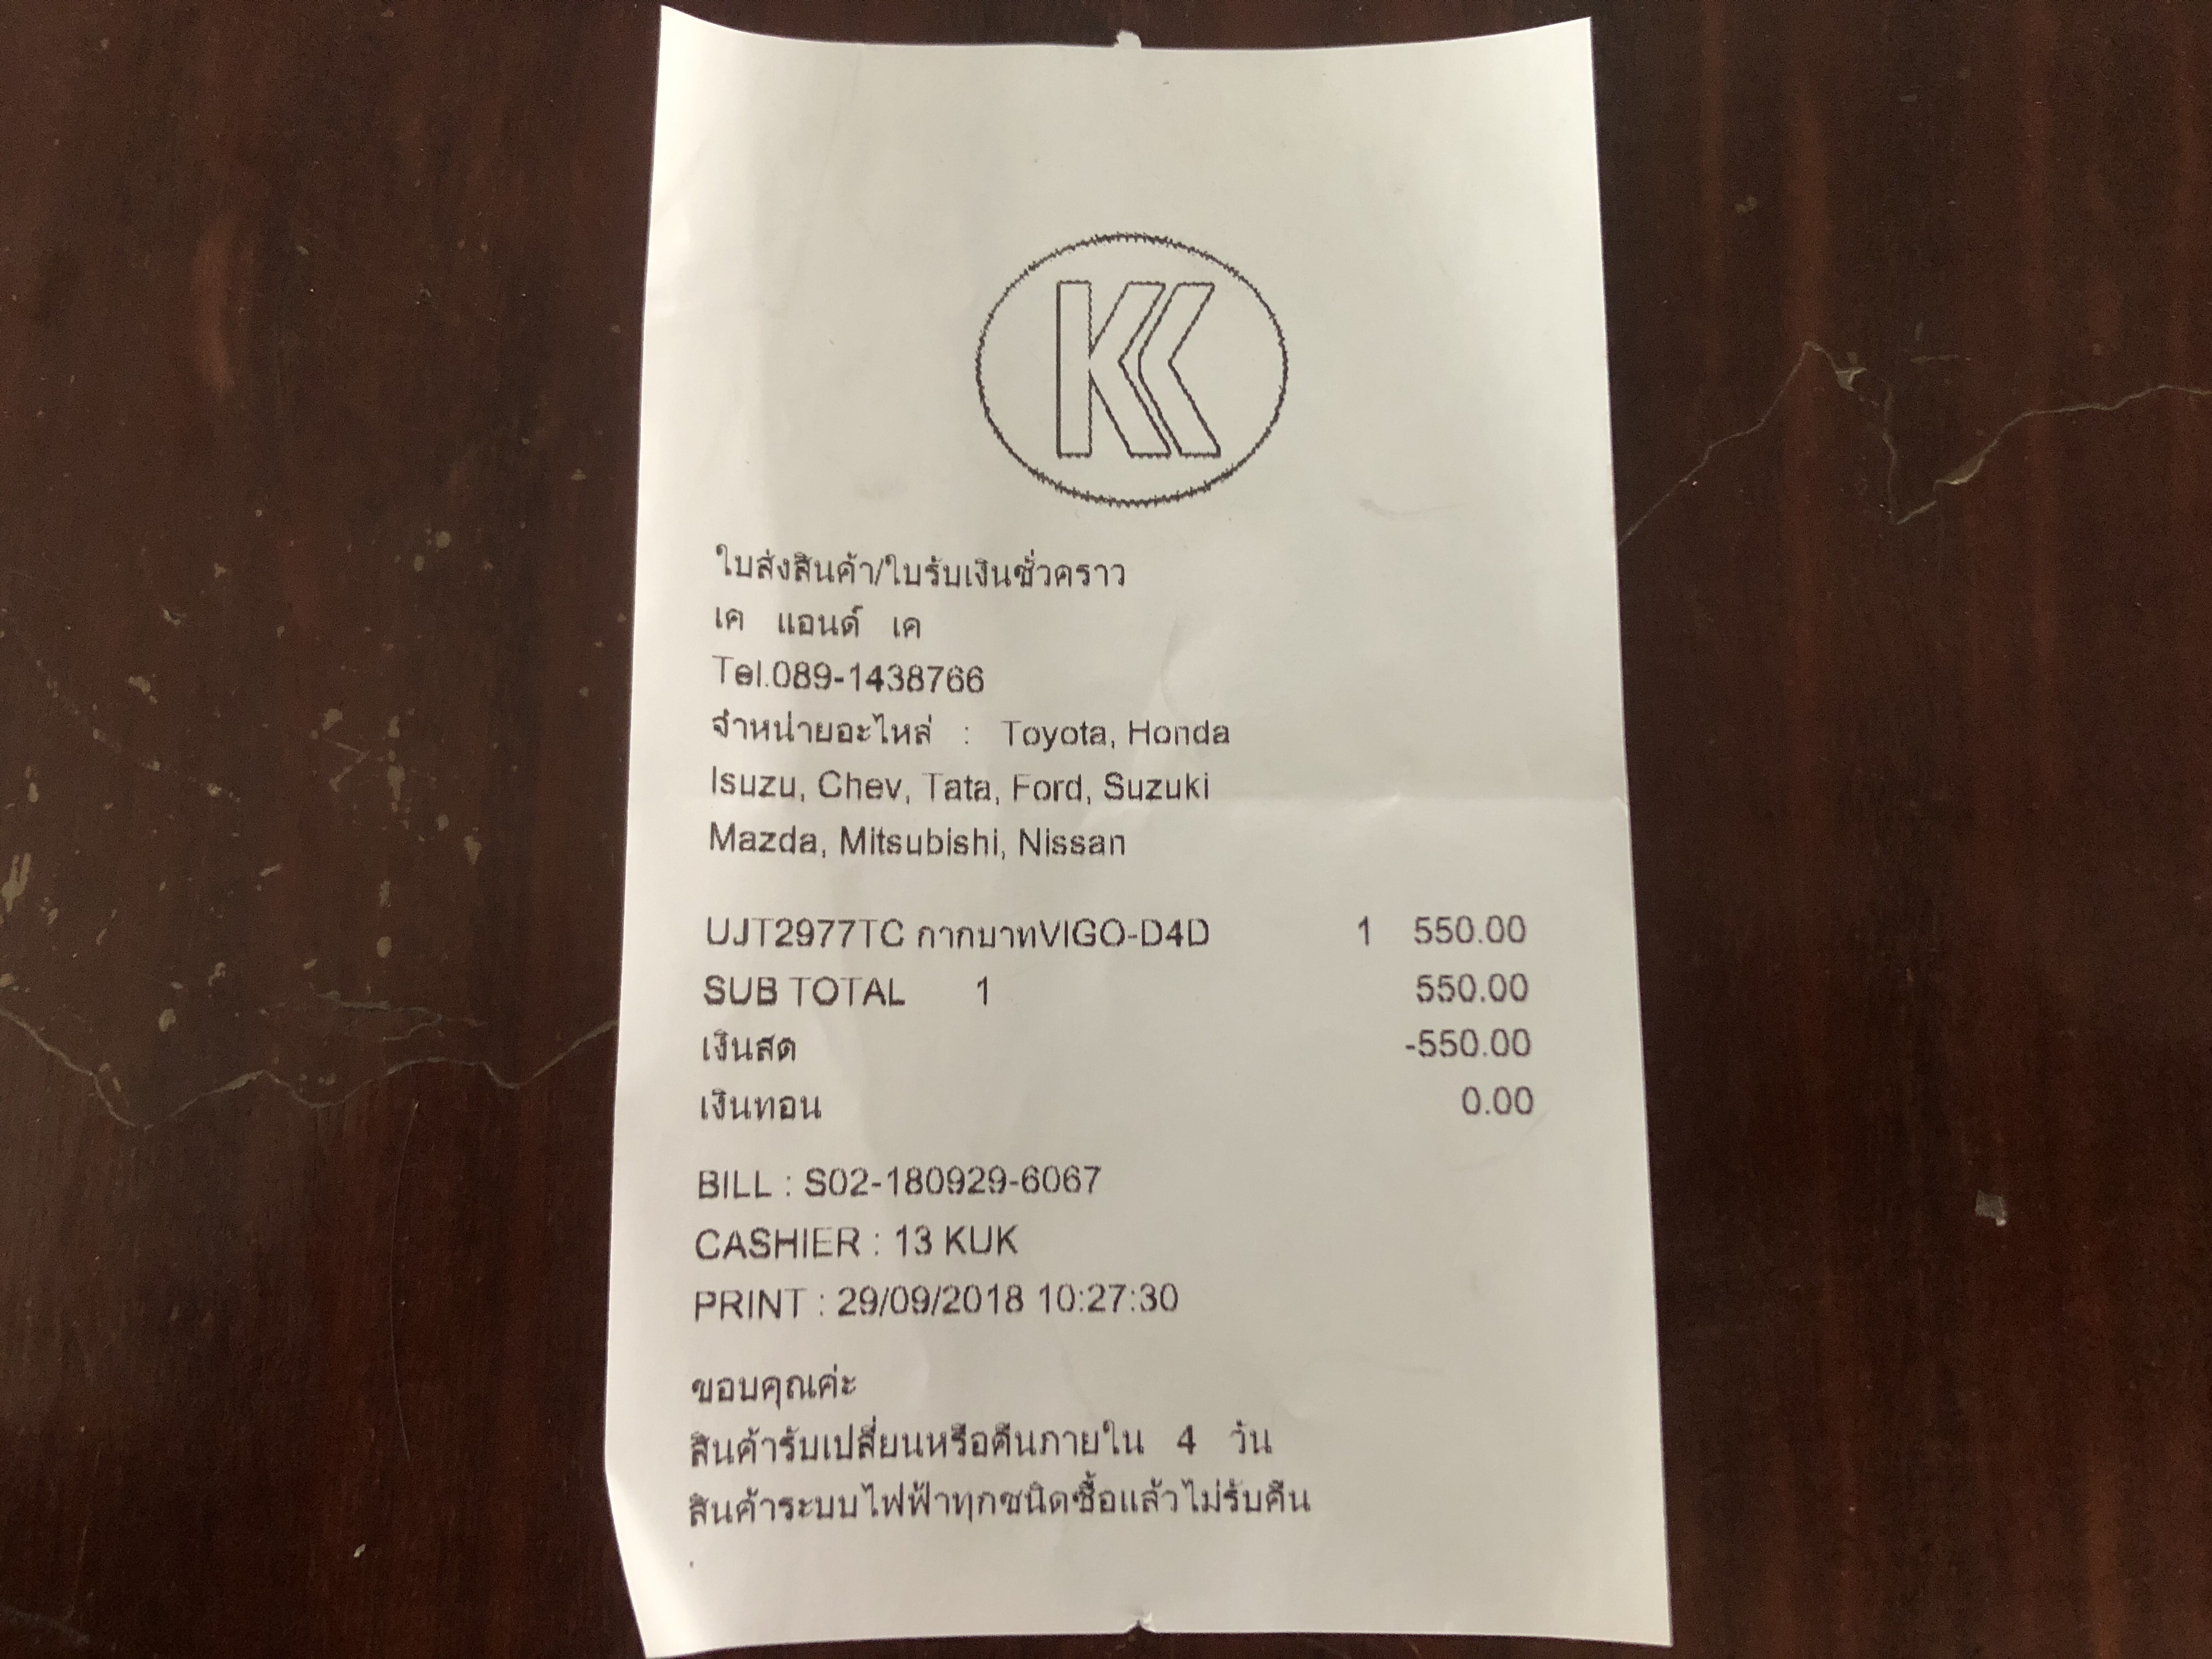 KK
ใบส่งสินค้า/ใบรับเงินชั่วคราว
เค แอนด์ เค
Tel.089-1438766
จำหน่ายอะไหล่ : Toyota, Honda
Isuzu, Chev, Tata, Ford, Suzuki
Mazda, Mitsubishi, Nissan
UJT2977TC กากบาทVIGO-D4D 1 550.00
SUB TOTAL 1 550.00
เงินสด -550.00
เงินทอน 0.00
BILL : S02-180929-6067
CASHIER : 13 KUK
PRINT : 29/09/2018 10:27:30
ขอบคุณค่ะ
สินค้ารับเปลี่ยนหรือคืนภายใน 4 วัน
สินค้าระบบไฟฟ้าทุกชนิดซื้อแล้วไม่รับคืน
.